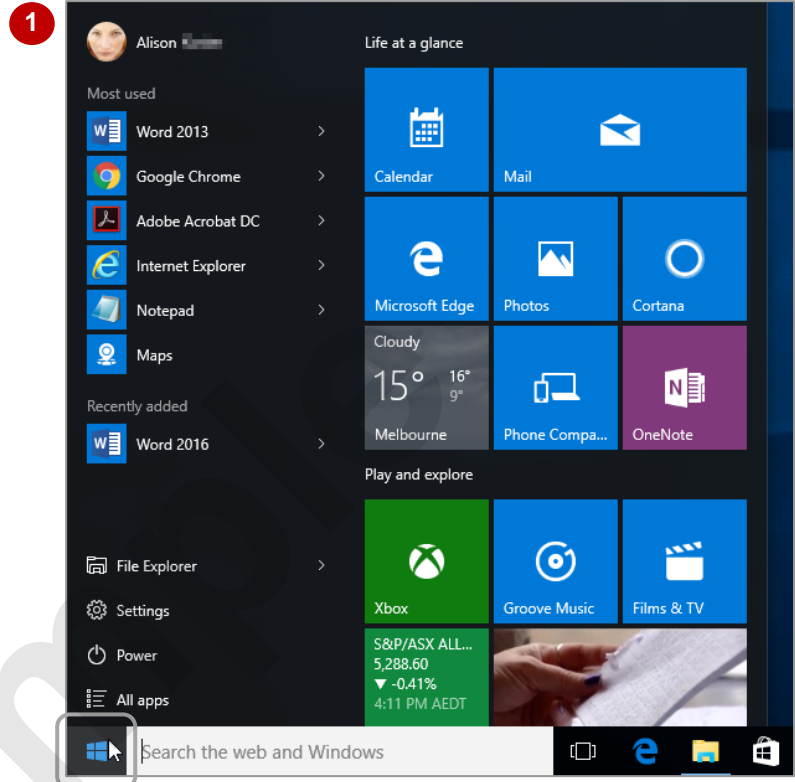 1
Alison
Life at a glance
Most used
Word 2013
Google Chrome
Adobe Acrobat DC
Internet Explorer
Notepad
Maps
Recently added
Word 2016
File Explorer
Settings
Power
All apps
Calendar
Mail
Microsoft Edge
Photos
Cortana
Cloudy
15° 16°
9°
Melbourne
Phone Compa...
OneNote
Play and explore
Xbox
Groove Music
Films & TV
S&P/ASX ALL...
5,288.60
▼ -0.41%
4:11 PM AEDT
Search the web and Windows